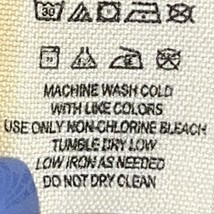 30
MACHINE WASH COLD
WITH LIKE COLORS
USE ONLY NON-CHLORINE BLEACH
TUMBLE DRY LOW
LOW IRON AS NEEDED
DO NOT DRY CLEAN